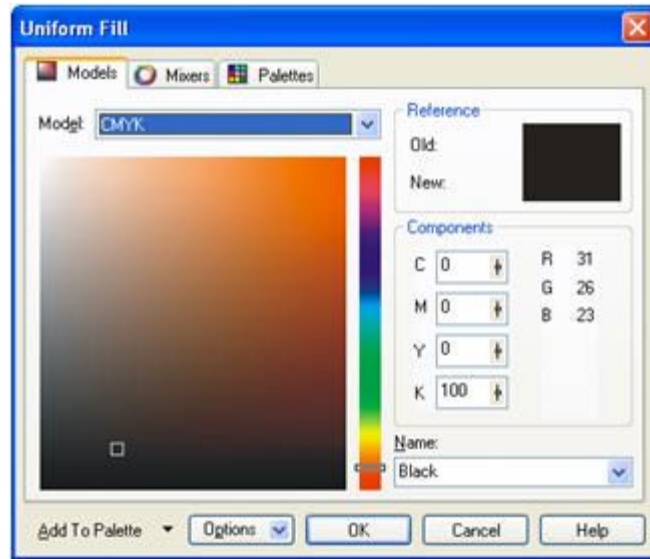 Uniform Fill
Models Mixers Palettes
Model: CMYK
Reference
Old:
New:
Components
C 0 R 31
G 26
M 0 B 23
Y 0
K 100
Name:
Black
Add To Palette Options OK Cancel Help